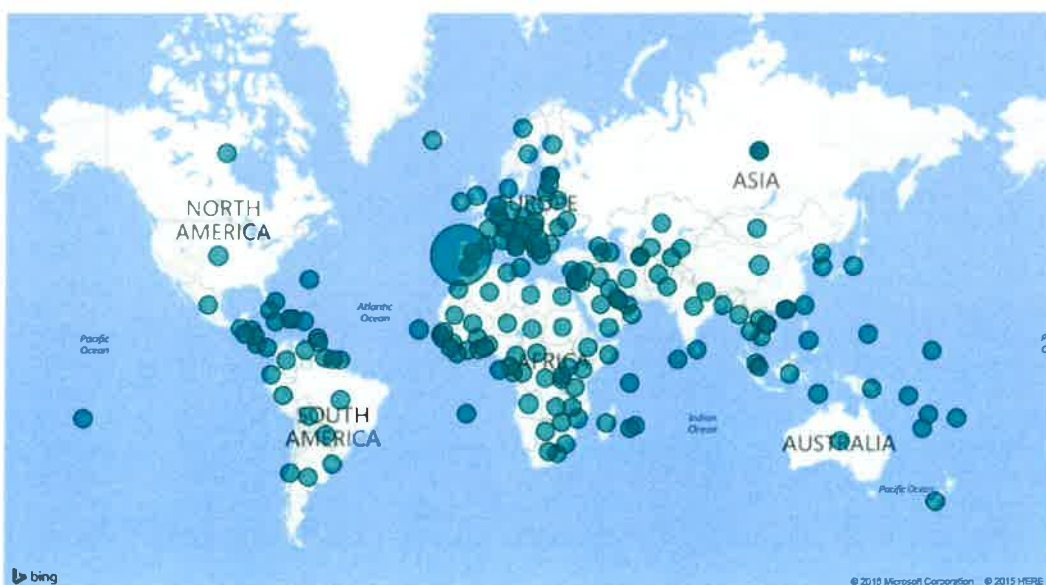 ASIA
NORTH
AMERICA
EUROPE
Atlantic
Ocean
Pacific
Ocean
AFRICA
SOUTH
AMERICA
Indian
Ocean
AUSTRALIA
Pacific Ocean
bing
© 2015 Microsoft Corporation © 2015 HERE